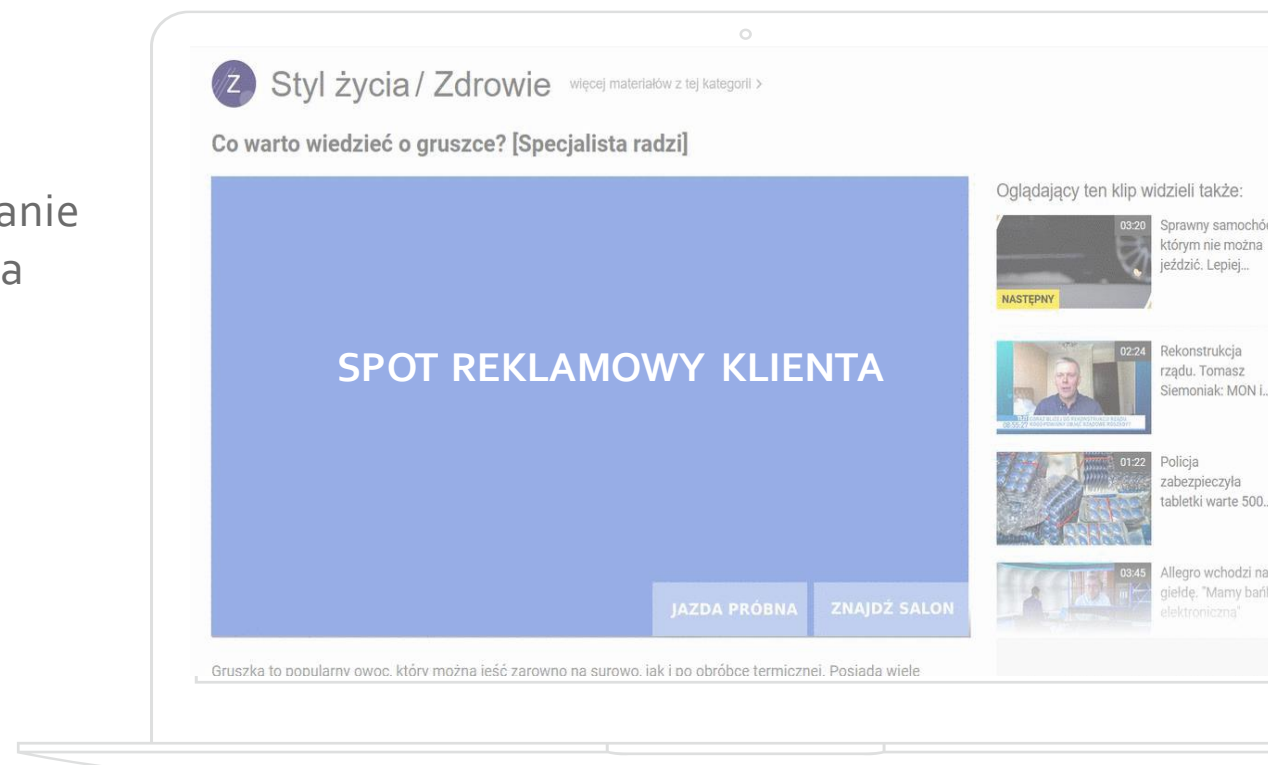 anie
a
Z
Styl życia / Zdrowie więcej materiałów z tej kategorii >
Co warto wiedzieć o gruszce? [Specjalista radzi]
SPOT REKLAMOWY KLIENTA
JAZDA PRÓBNA ZNAJDŹ SALON
Gruszka to popularny owoc, który można jeść zarowno na surowo, jak i po obróbce termicznej. Posiada wiele
Oglądający ten klip widzieli także:
03:20
NASTĘPNY
Sprawny samochó
którym nie można
jeździć. Lepiej...
02:24
Rekonstrukcja
rządu. Tomasz
Siemoniak: MON i..
01:22
Policja
zabezpieczyła
tabletki warte 500..
03:45
Allegro wchodzi na
giełdę. "Mamy bań
elektroniczną"